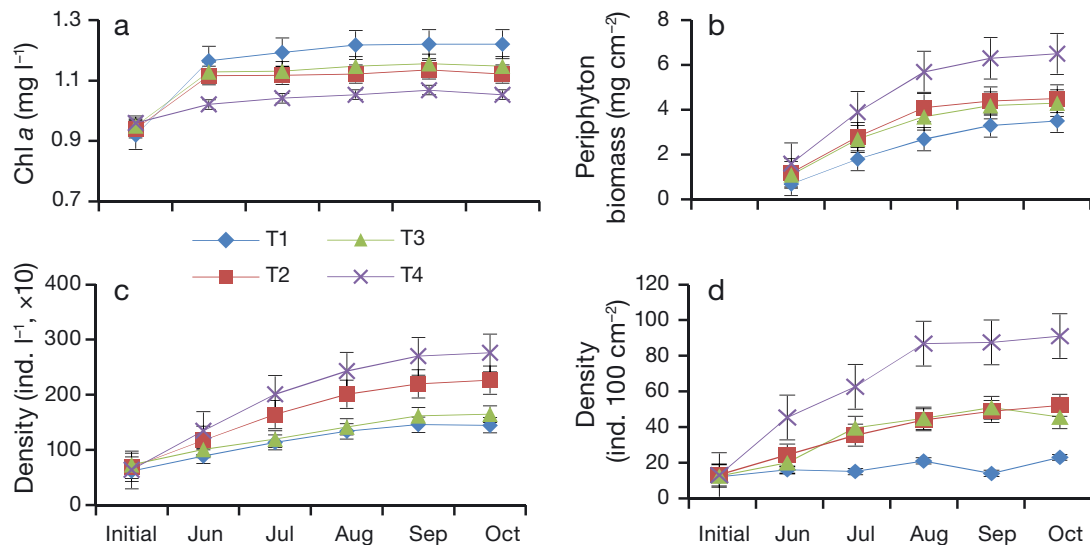 a
Chl a (mg l⁻¹)
1.3
1.1
0.9
0.7
b
Periphyton
biomass (mg cm⁻²)
8
6
4
2
0
T1
T3
T2
T4
c
Density (ind. l⁻¹, ×10)
400
300
200
100
0
Initial
Jun
Jul
Aug
Sep
Oct
d
Density
(ind. 100 cm⁻²)
120
100
80
60
40
20
0
Initial
Jun
Jul
Aug
Sep
Oct